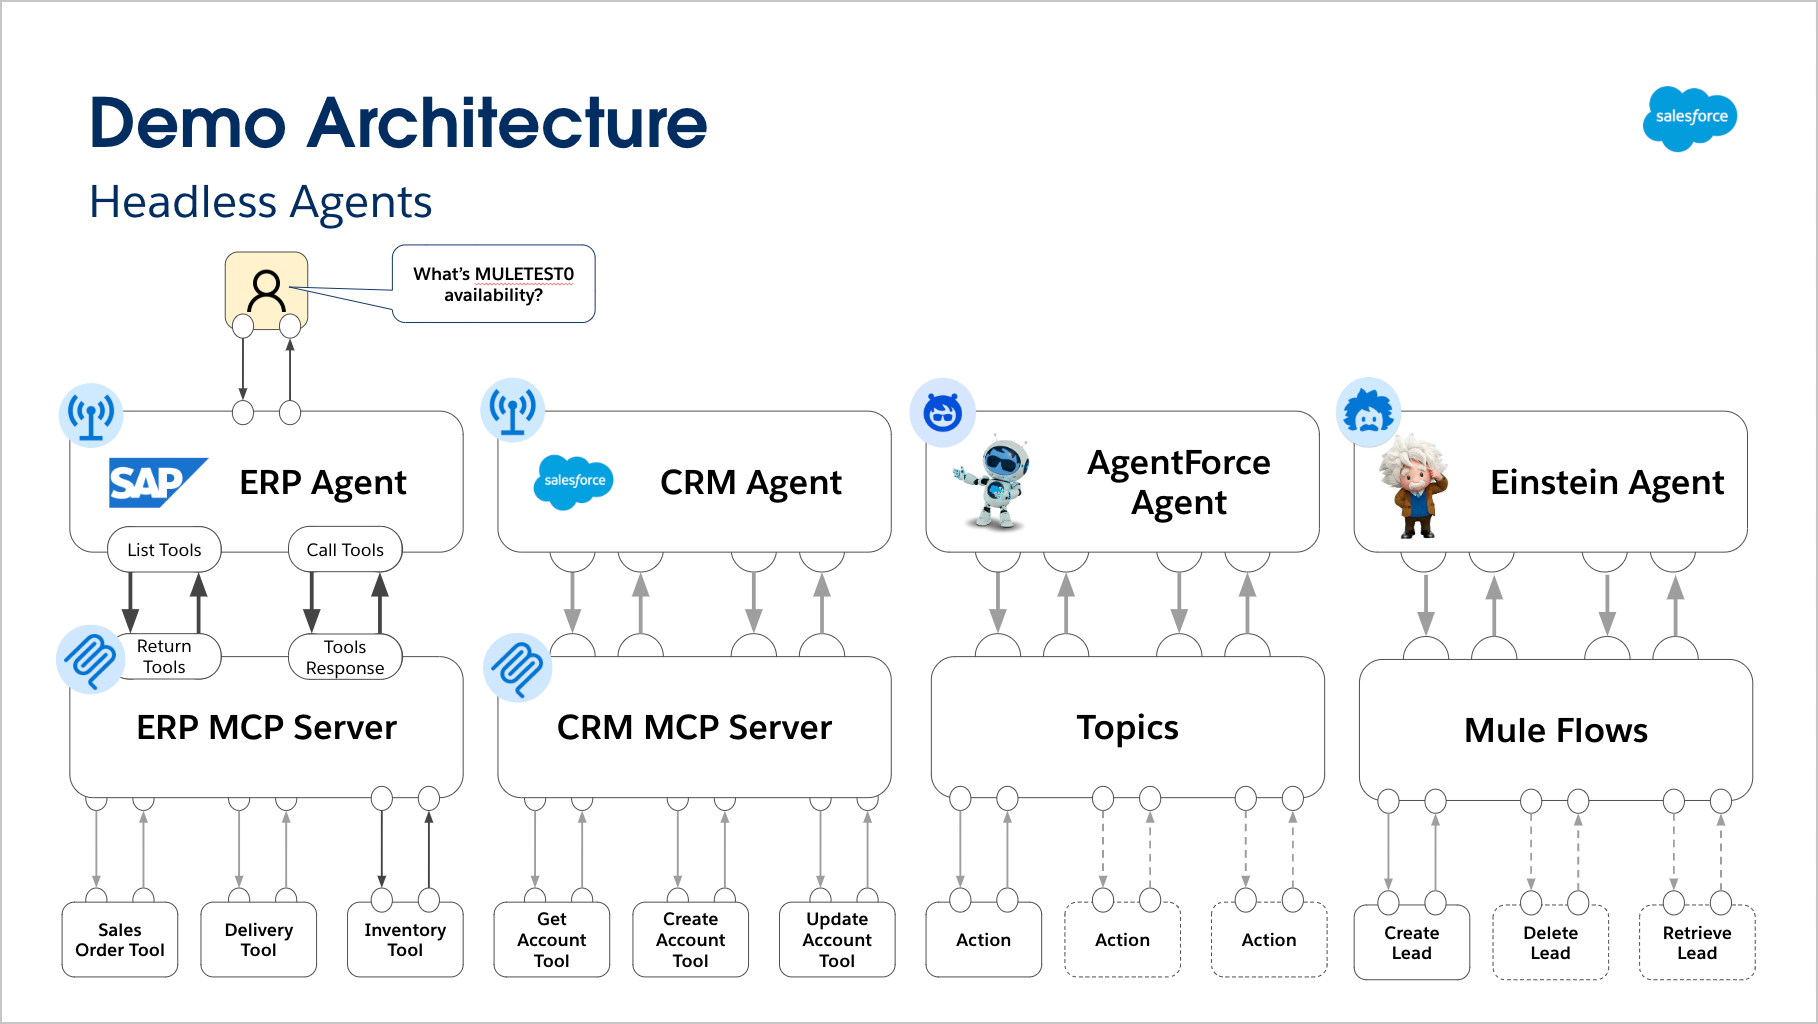 Demo Architecture
salesforce
Headless Agents
What's MULETEST0
availability?
SAP
ERP Agent
salesforce
CRM Agent
AgentForce
Agent
Einstein Agent
List Tools
Call Tools
Return
Tools
Tools
Response
ERP MCP Server
CRM MCP Server
Topics
Mule Flows
Sales
Order Tool
Delivery
Tool
Inventory
Tool
Get
Account
Tool
Create
Account
Tool
Update
Account
Tool
Action
Action
Action
Create
Lead
Delete
Lead
Retrieve
Lead